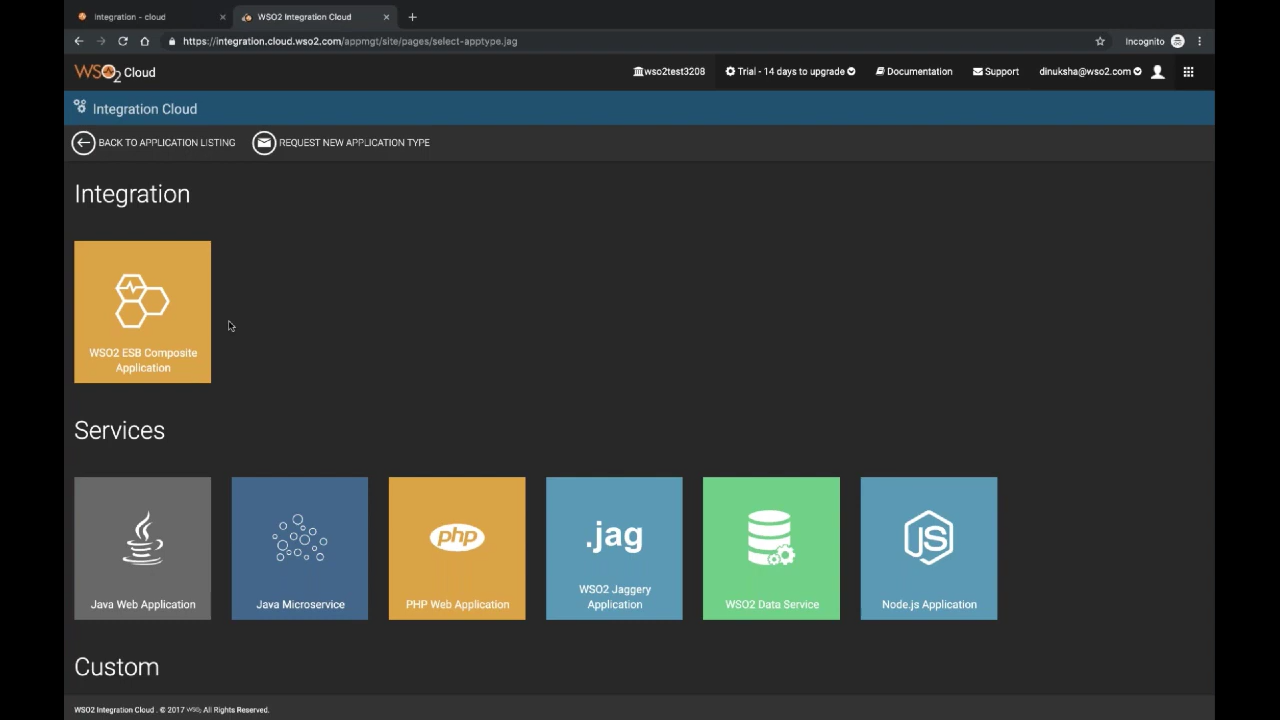 Integration - cloud
WSO2 Integration Cloud
https://integration.cloud.wso2.com/appmgt/site/pages/select-apptype.jag
Incognito
WSO2 Cloud
wso2test3208
Trial - 14 days to upgrade
Documentation
Support
dinuksha@wso2.com
Integration Cloud
BACK TO APPLICATION LISTING
REQUEST NEW APPLICATION TYPE
Integration
WSO2 ESB Composite
Application
Services
Java Web Application
Java Microservice
php
PHP Web Application
.jag
WSO2 Jaggery
Application
WSO2 Data Service
JS
Node.js Application
Custom
WSO2 Integration Cloud . © 2017 WSO2 All Rights Reserved.